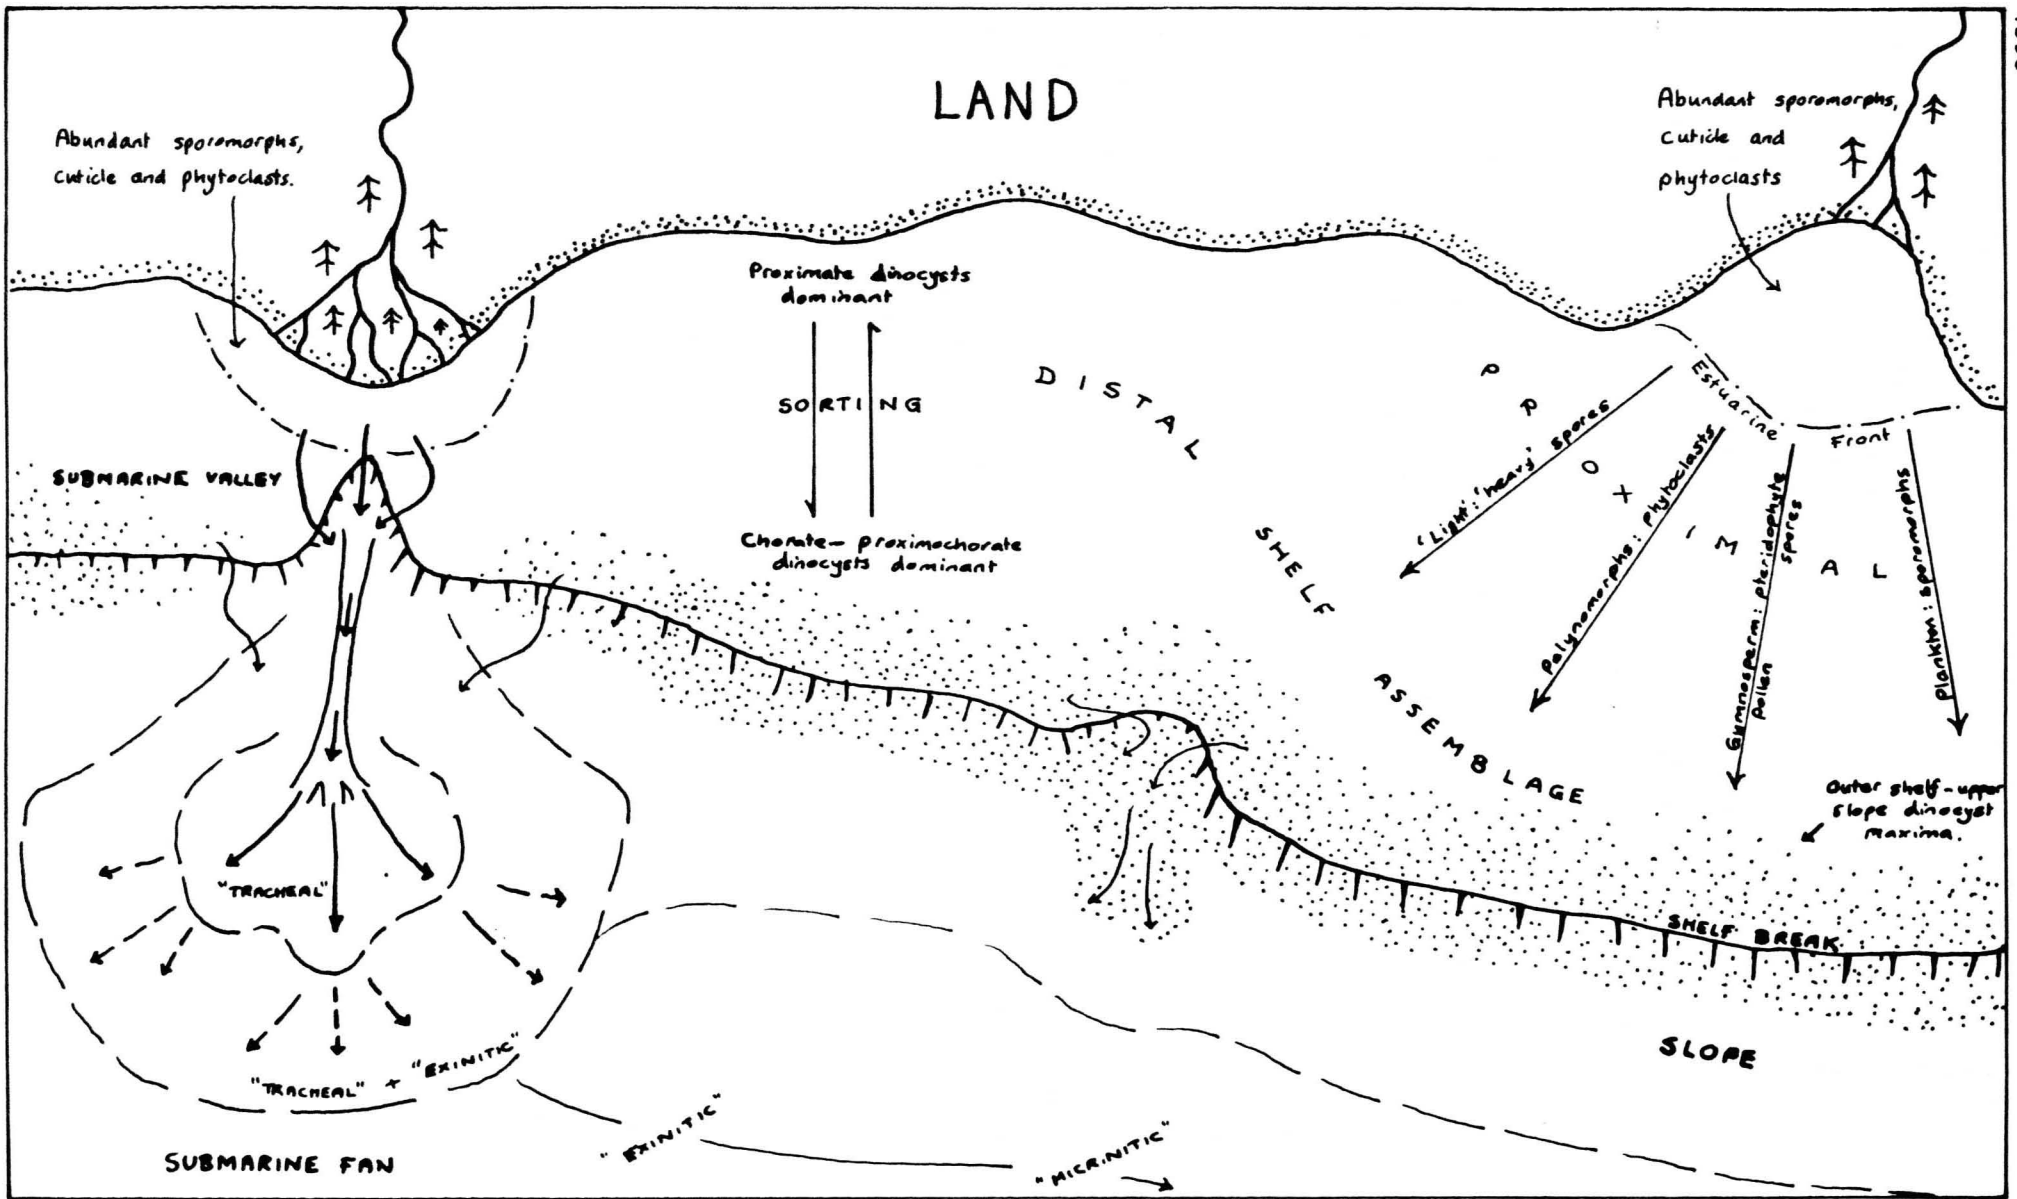 LAND
Abundant sporomorphs,
cuticle and phytoclasts.
Abundant sporomorphs,
cuticle and
phytoclasts
Proximate dinocysts
dominant
SORTING
Chorate - proximochorate
dinocysts dominant
SUBMARINE VALLEY
DISTAL
SHELF
ASSEMBLAGE
PROXIMAL
Estuarine
Front
'Light': 'heavy' spores
Palynomorphs: phytoclasts
Gymnosperm: pteridophyte
pollen
spores
Plankton: sporomorphs
Outer shelf-upper
slope dinocyst
maxima.
SHELF BREAK
SLOPE
"TRACHEAL"
"TRACHEAL" + "EXINITIC"
SUBMARINE FAN
"EXINITIC"
"MICRINITIC"